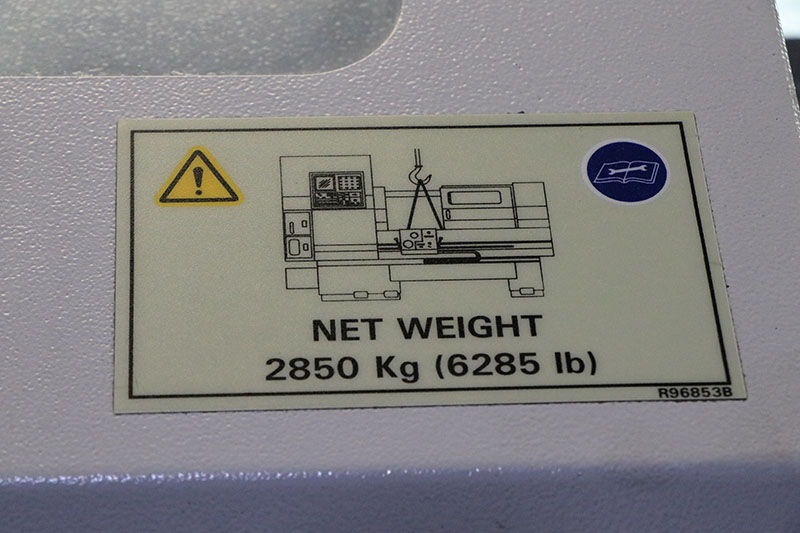 NET WEIGHT
2850 Kg (6285 lb)
R96853B